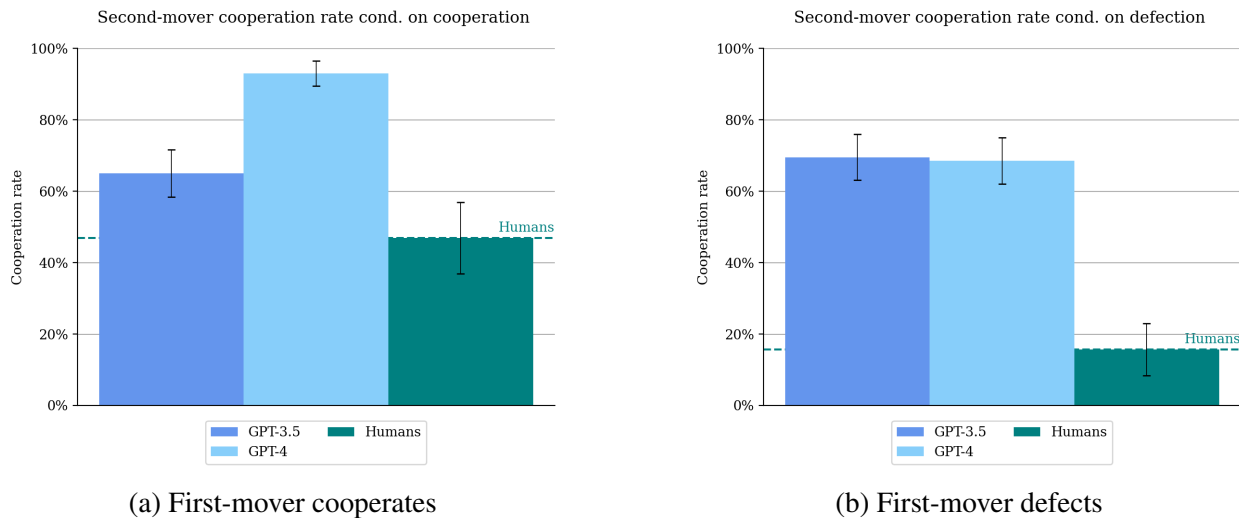 Second-mover cooperation rate cond. on cooperation
100%
80%
60%
40%
20%
0%
Cooperation rate
Humans
GPT-3.5
GPT-4
Humans
(a) First-mover cooperates
Second-mover cooperation rate cond. on defection
100%
80%
60%
40%
20%
0%
Cooperation rate
Humans
GPT-3.5
GPT-4
Humans
(b) First-mover defects